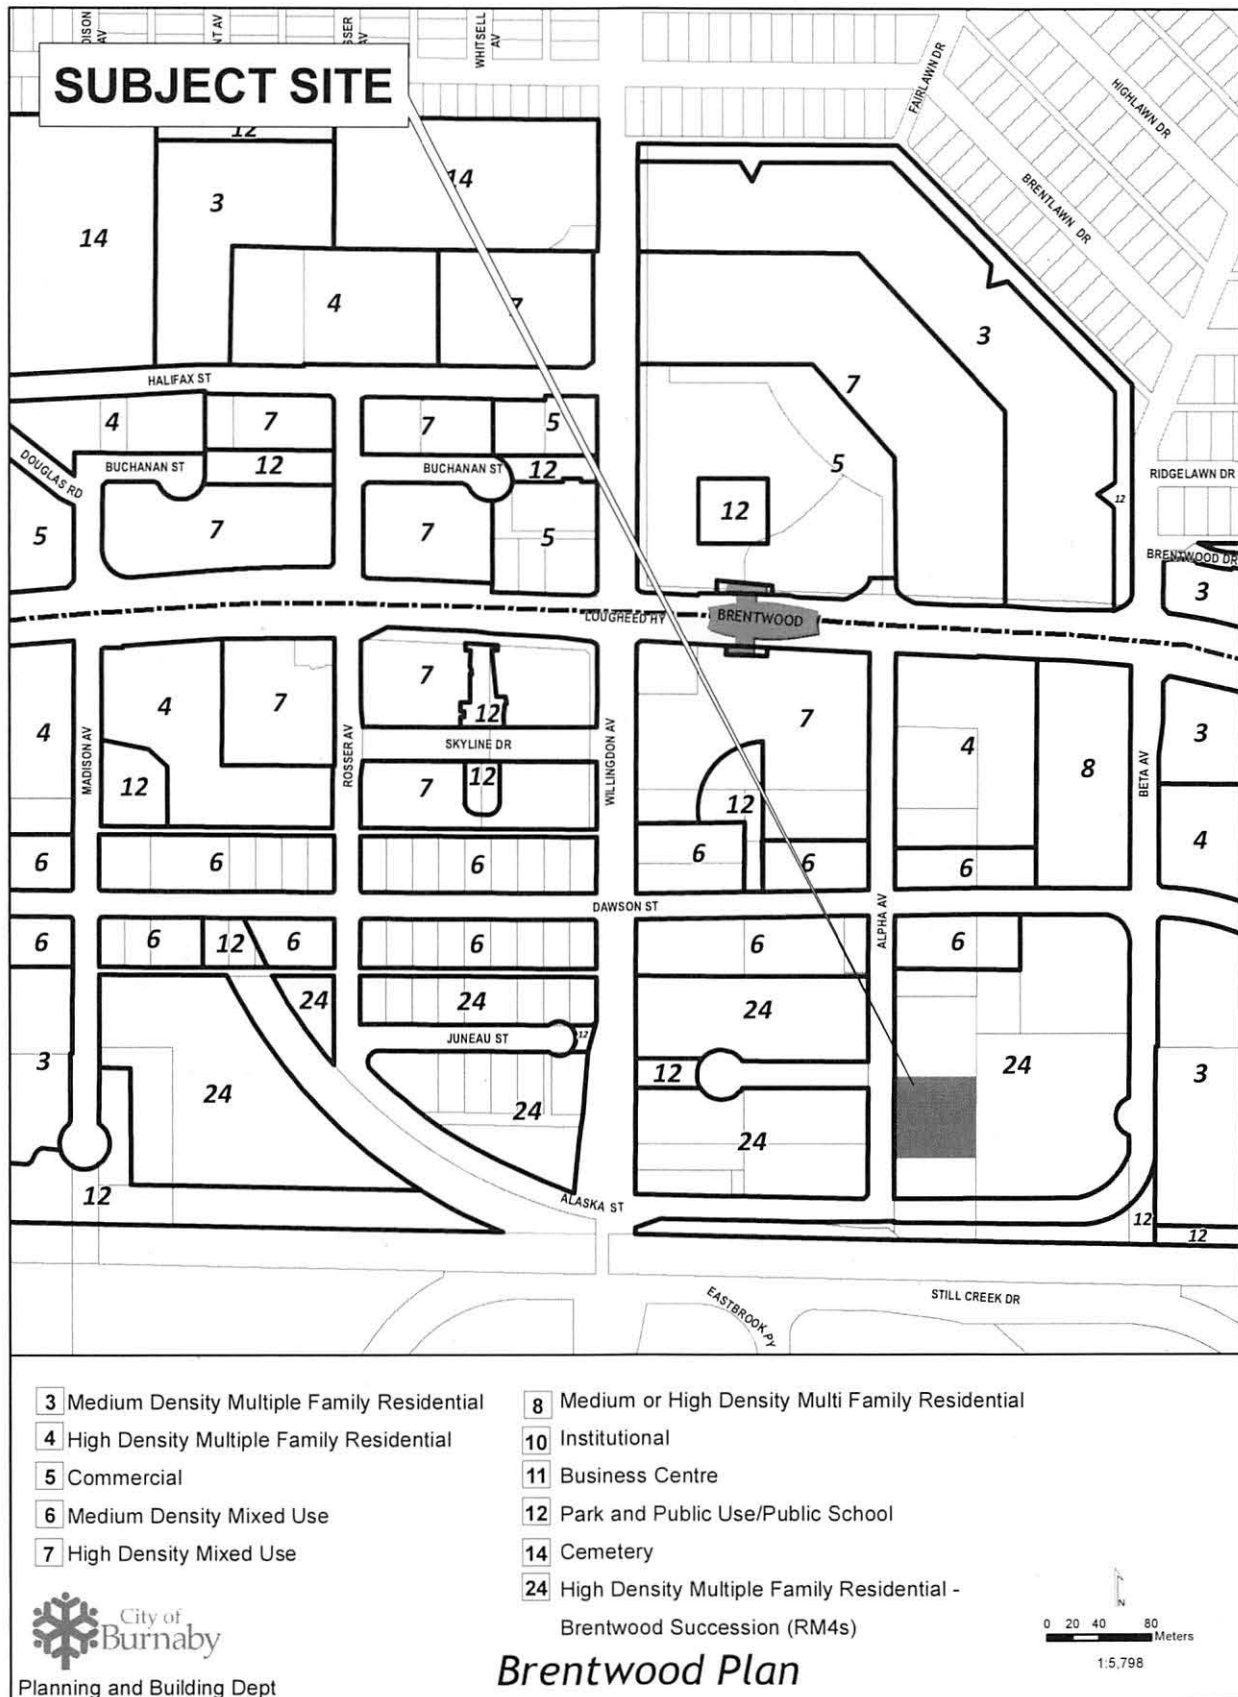 DISON
AV
NT AV
SSER
AV
WHITSELL
AV
SUBJECT SITE
FAIRLAWN DR
HIGHLAWN DR
BRENTLAWN DR
12
3
14
14
4
7
3
7
HALIFAX ST
4
7
7
5
DOUGLAS RD
BUCHANAN ST
12
BUCHANAN ST
12
5
RIDGELAWN DR
12
12
5
7
7
5
BRENTWOOD DR
3
LOUGHEED HY
BRENTWOOD
4
4
7
7
12
7
4
8
3
MADISON AV
ROSSER AV
SKYLINE DR
WILLINGDON AV
BETA AV
12
7
12
12
4
6
6
6
6
6
6
DAWSON ST
ALPHA AV
6
6
12
6
6
6
6
24
24
24
JUNEAU ST
12
3
24
24
12
24
3
24
12
ALASKA ST
12
12
EASTBROOK PY
STILL CREEK DR
3 Medium Density Multiple Family Residential
4 High Density Multiple Family Residential
5 Commercial
6 Medium Density Mixed Use
7 High Density Mixed Use
8 Medium or High Density Multi Family Residential
10 Institutional
11 Business Centre
12 Park and Public Use/Public School
14 Cemetery
24 High Density Multiple Family Residential -
Brentwood Succession (RM4s)
City of
Burnaby
Planning and Building Dept
Brentwood Plan
N
0 20 40 80
Meters
1:5,798